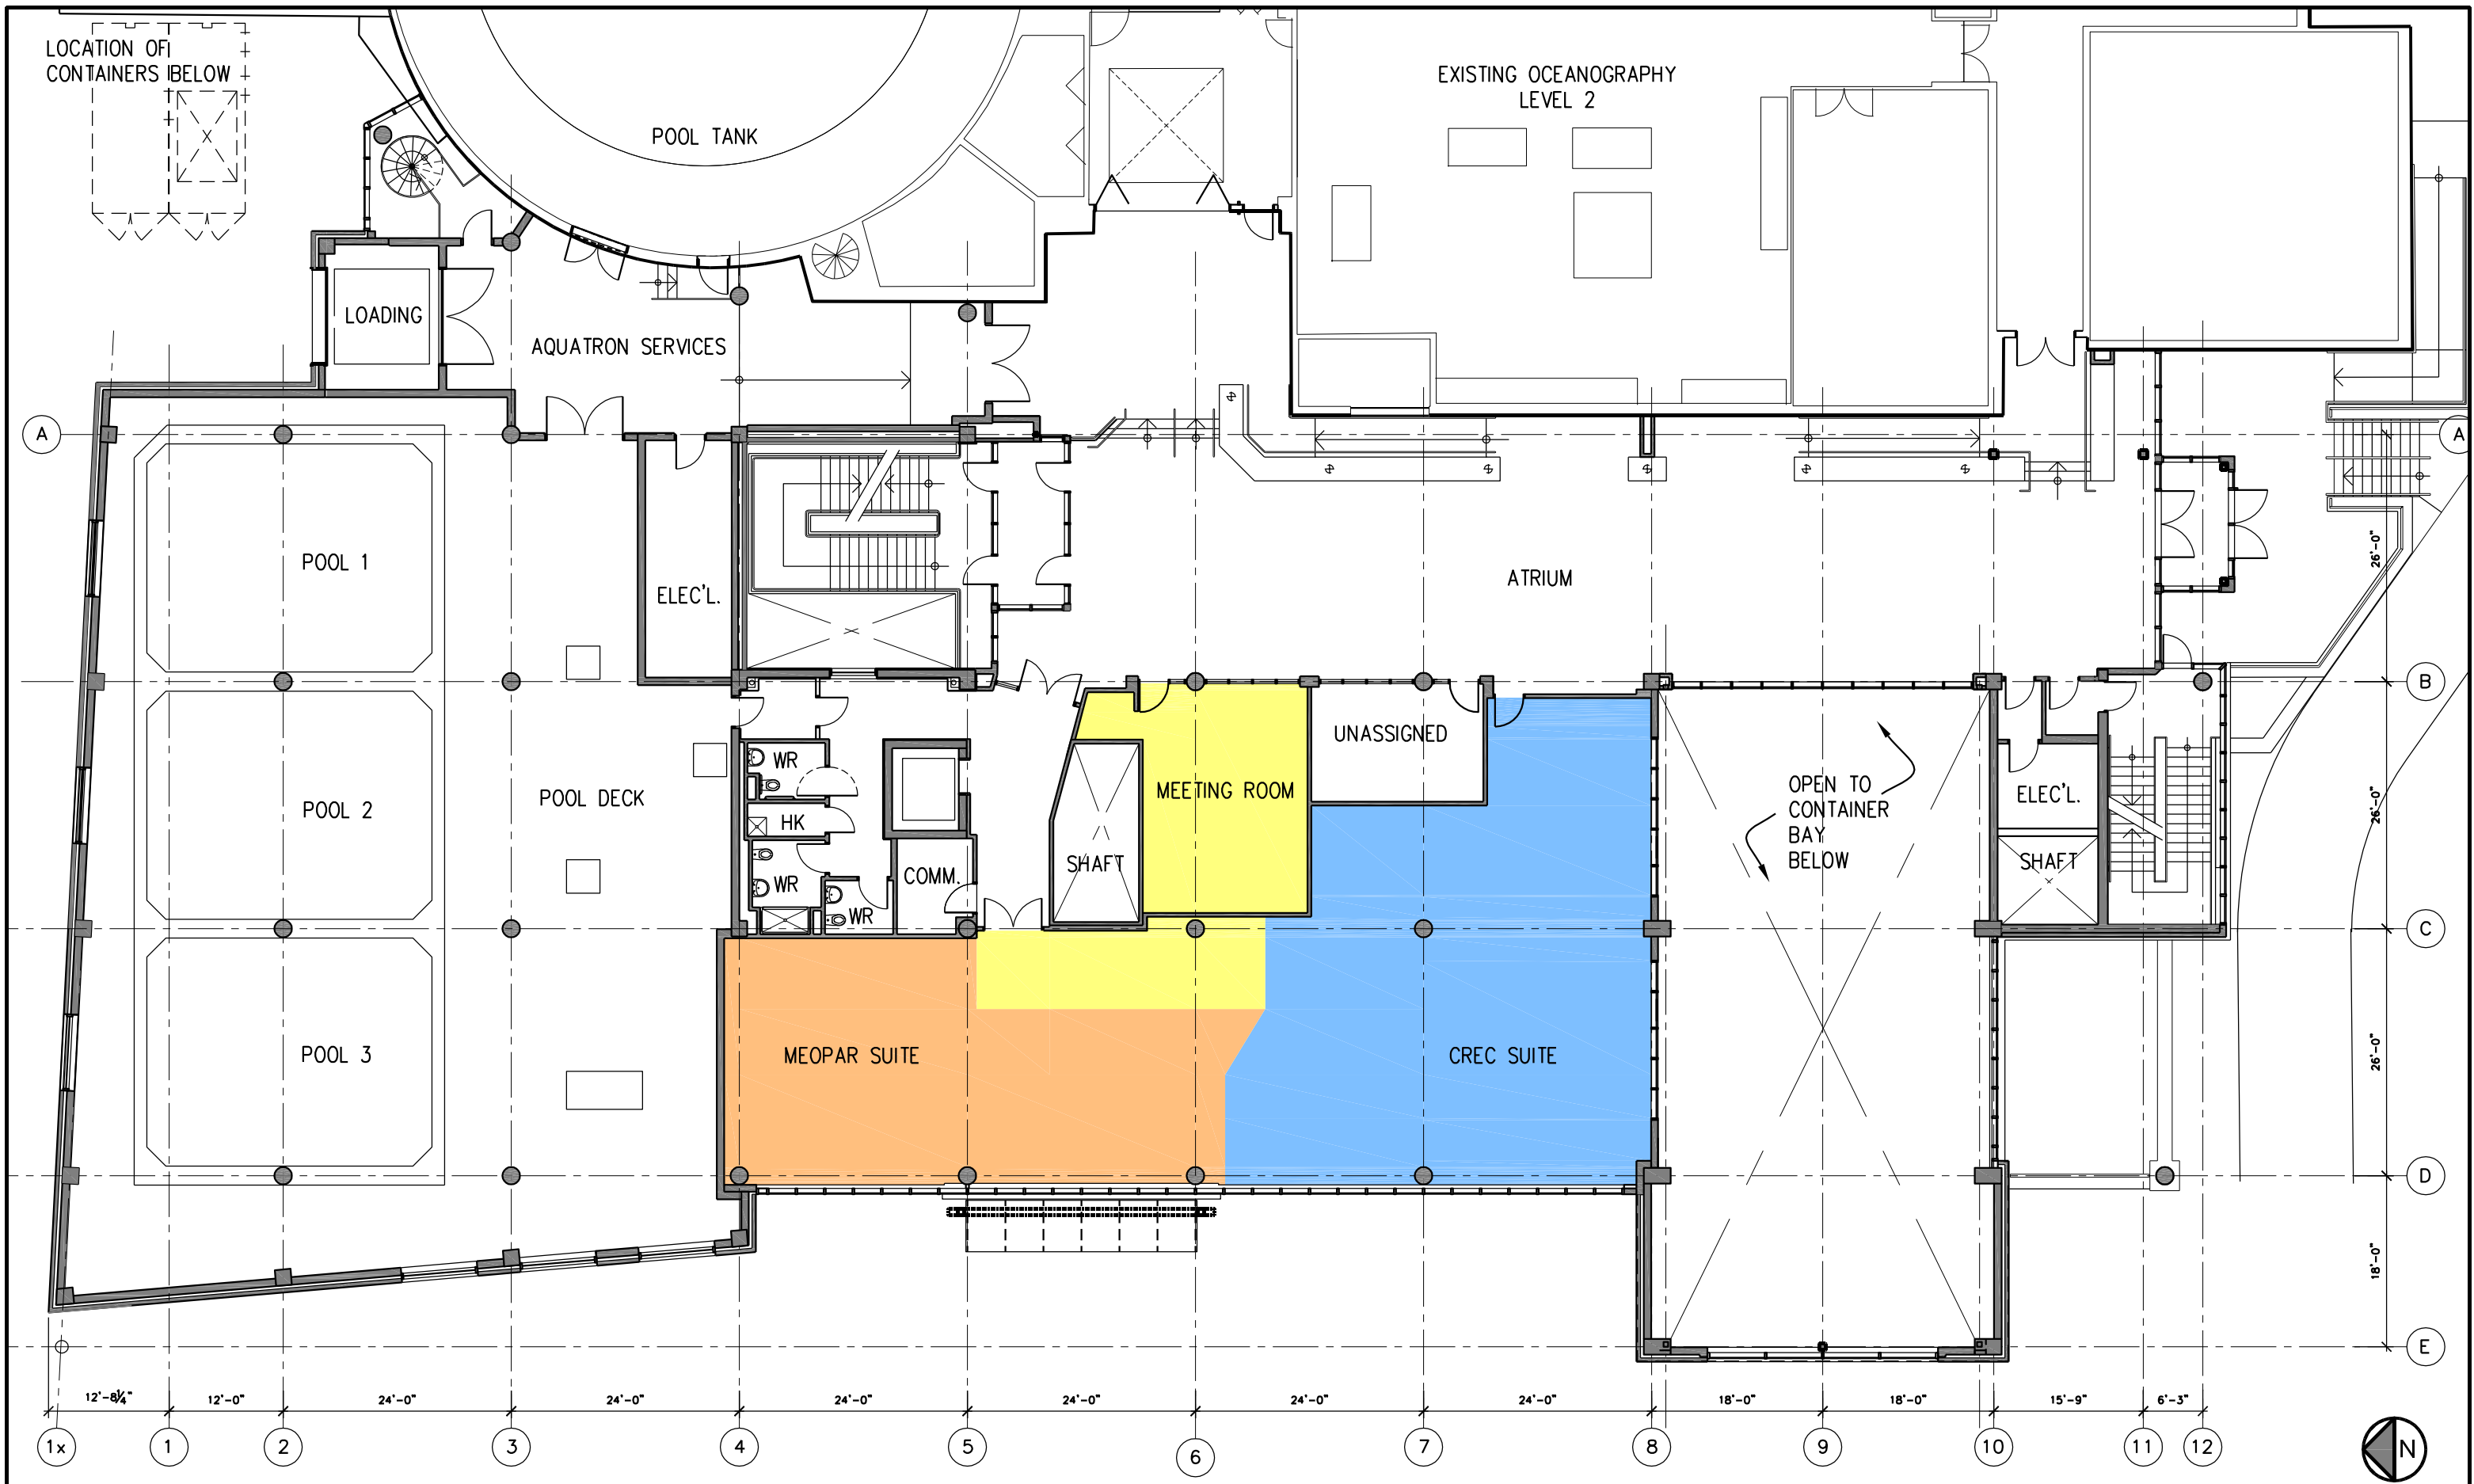 LOCATION OF
CONTAINERS BELOW
POOL TANK
EXISTING OCEANOGRAPHY
LEVEL 2
LOADING
AQUATRON SERVICES
A
A
POOL 1
ELEC'L.
ATRIUM
26'-0"
B
UNASSIGNED
WR
MEETING ROOM
POOL 2
POOL DECK
OPEN TO
CONTAINER
BAY
BELOW
ELEC'L.
26'-0"
HK
SHAFT
SHAFT
COMM.
WR
WR
C
POOL 3
MEOPAR SUITE
CREC SUITE
26'-0"
D
18'-0"
E
12'-8¼"
12'-0"
24'-0"
24'-0"
24'-0"
24'-0"
24'-0"
24'-0"
18'-0"
18'-0"
15'-9"
6'-3"
1x
1
2
3
4
5
6
7
8
9
10
11
12
N